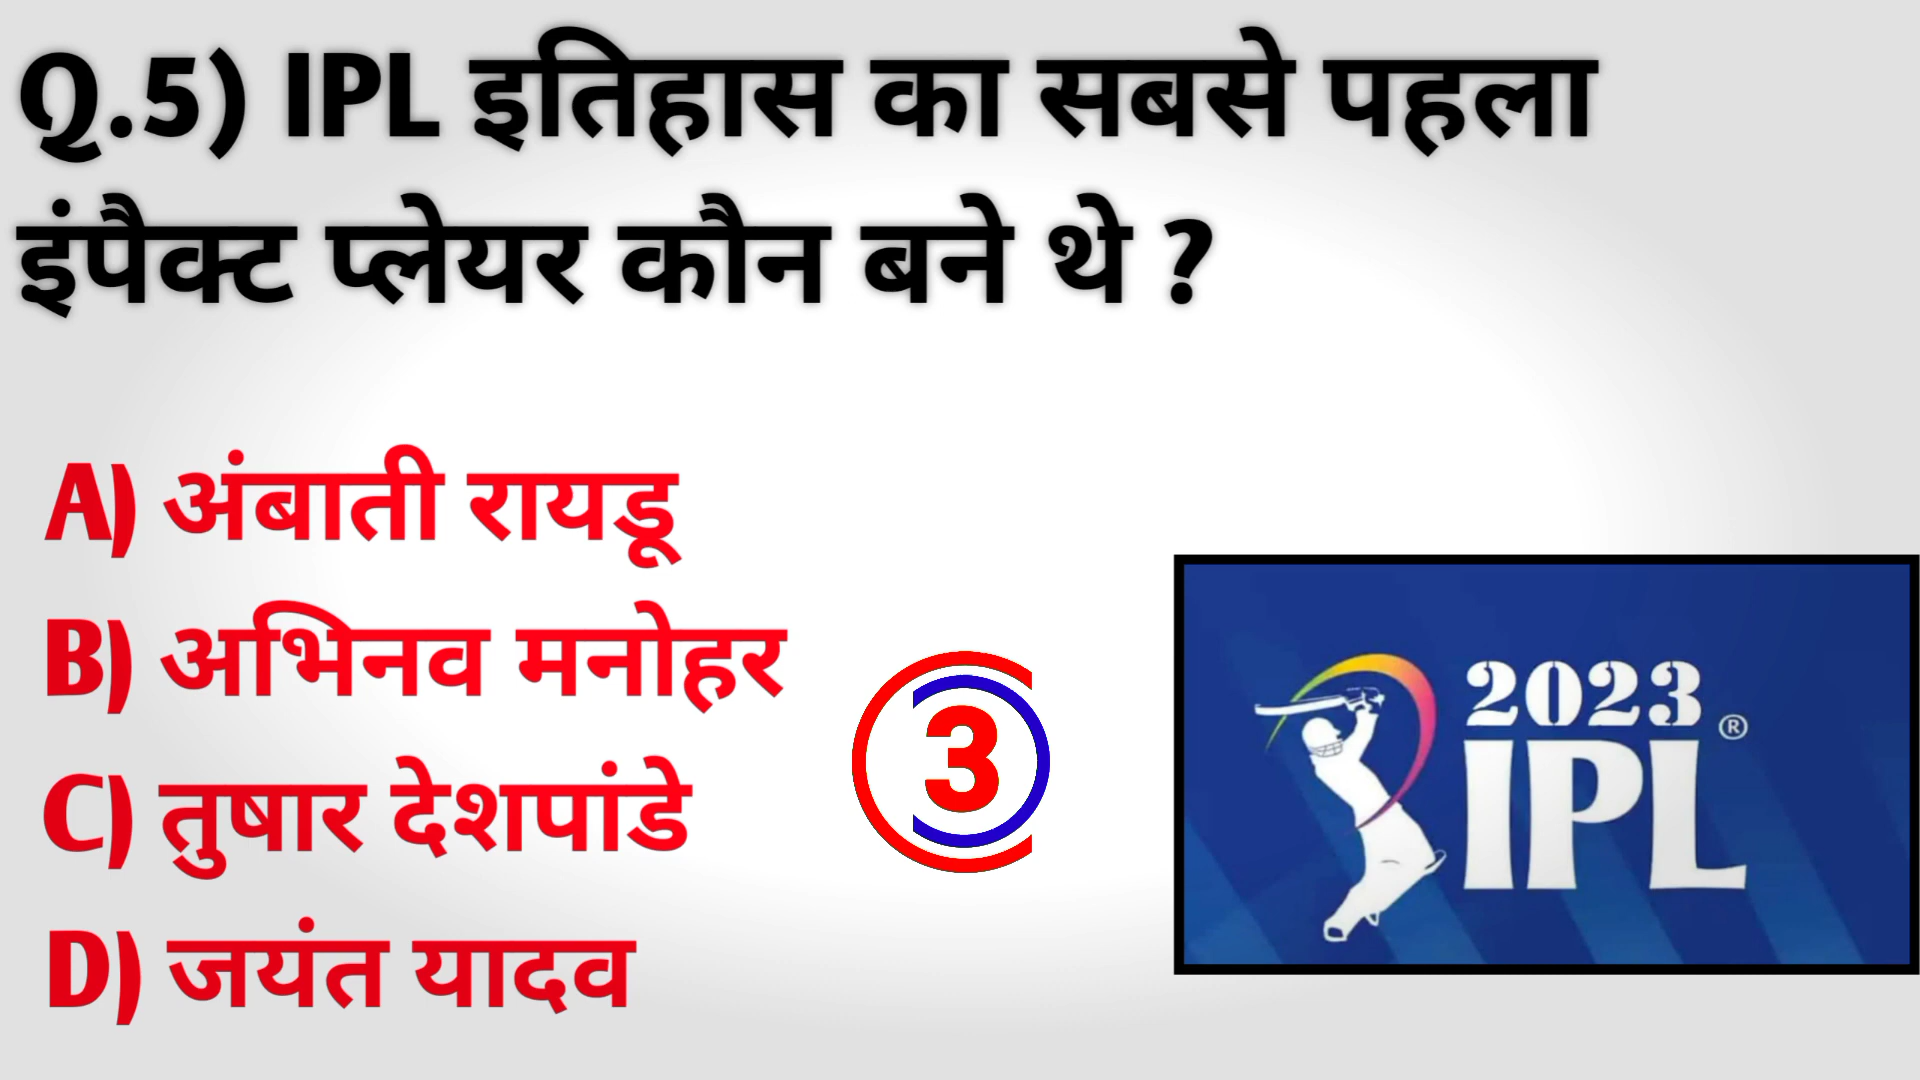 Q.5) IPL इतिहास का सबसे पहला
इंपैक्ट प्लेयर कौन बने थे ?
A) अंबाती रायडू
B) अभिनव मनोहर
C) तुषार देशपांडे
D) जयंत यादव
3
2023
IPL ®